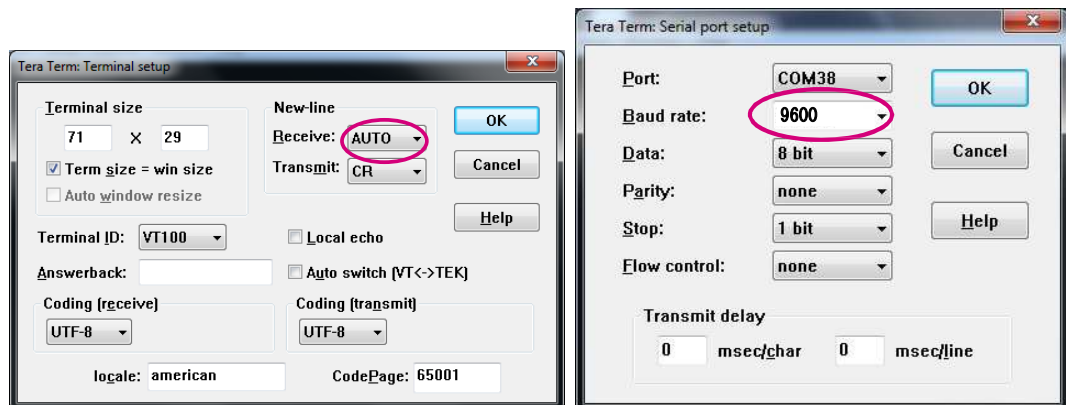 Tera Term: Terminal setup
Terminal size
71 X 29
Term size = win size
Auto window resize
New-line
Receive: AUTO
Transmit: CR
OK
Cancel
Help
Terminal ID: VT100
Local echo
Answerback:
Auto switch (VT<->TEK)
Coding (receive)
UTF-8
Coding (transmit)
UTF-8
locale: american
CodePage: 65001
Tera Term: Serial port setup
Port: COM38
OK
Baud rate: 9600
Data: 8 bit
Cancel
Parity: none
Stop: 1 bit
Help
Flow control: none
Transmit delay
0 msec/char 0 msec/line